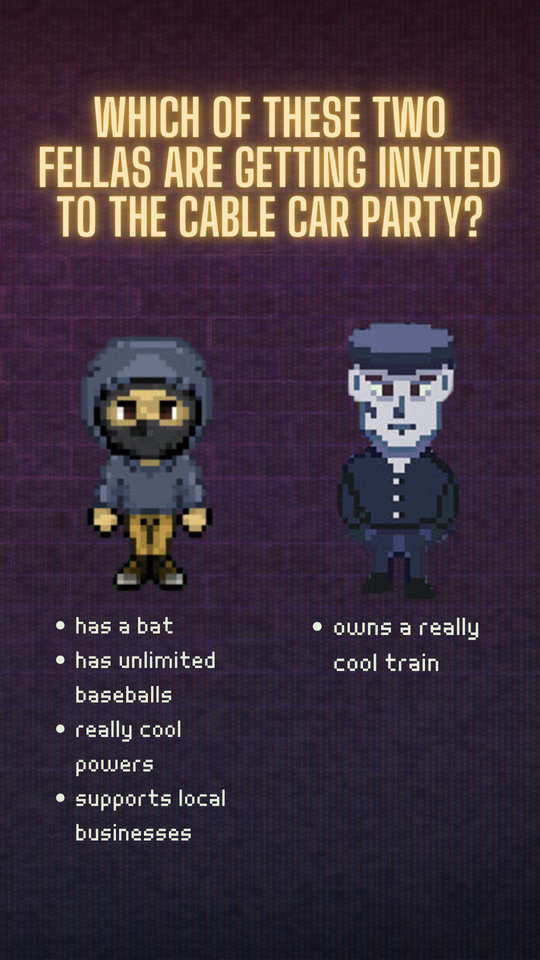 WHICH OF THESE TWO
FELLAS ARE GETTING INVITED
TO THE CABLE CAR PARTY?
• has a bat
• has unlimited
baseballs
• really cool
powers
• supports local
businesses
• owns a really
cool train